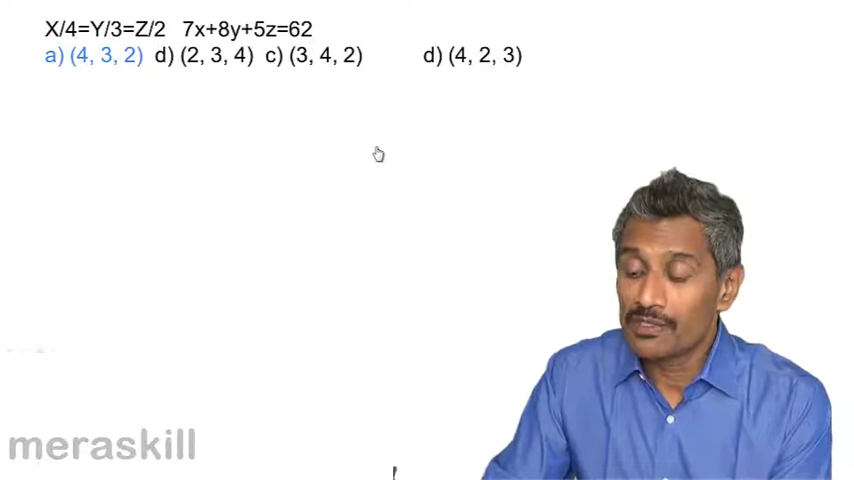 X/4=Y/3=Z/2 7x+8y+5z=62
a) (4, 3, 2) d) (2, 3, 4) c) (3, 4, 2) d) (4, 2, 3)
meraskill